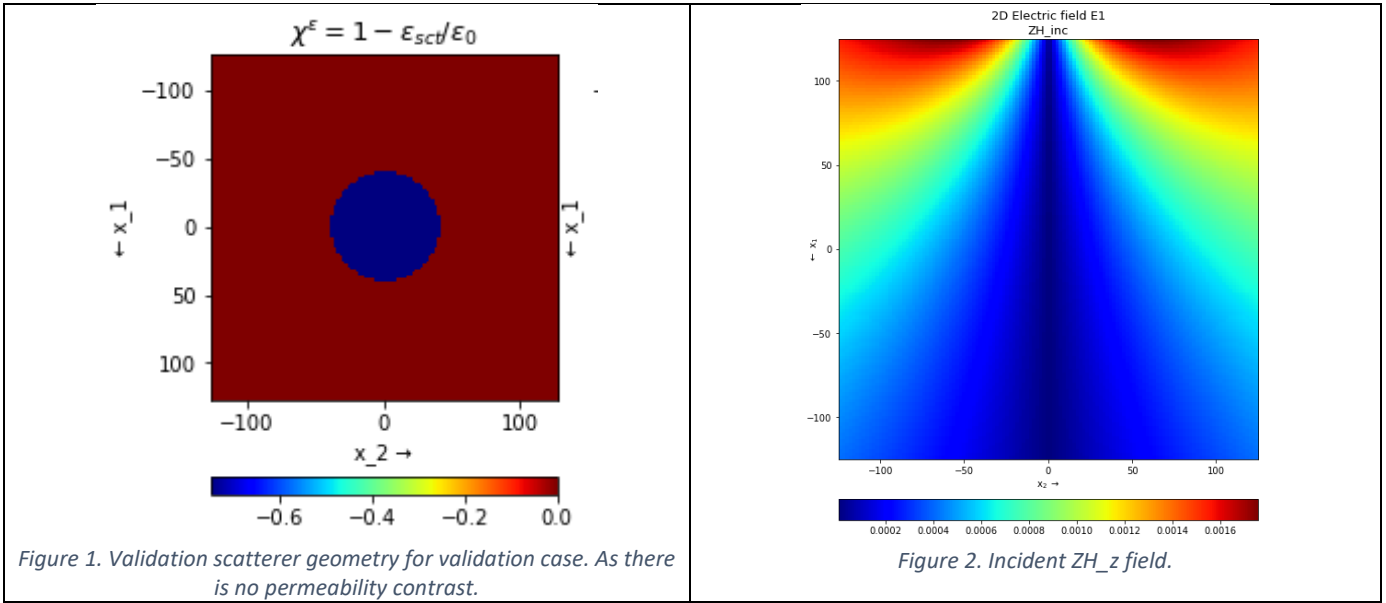 χ^ε = 1 − ε_sct/ε_0
−100
−50
0
50
100
← x_1
−100 0 100
x_2 →
−0.6 −0.4 −0.2 0.0
Figure 1. Validation scatterer geometry for validation case. As there
is no permeability contrast.
← x_1
2D Electric field E1
ZH_inc
100
50
0
−50
−100
← x₁
−100 −50 0 50 100
x₂ →
0.0002 0.0004 0.0006 0.0008 0.0010 0.0012 0.0014 0.0016
Figure 2. Incident ZH_z field.